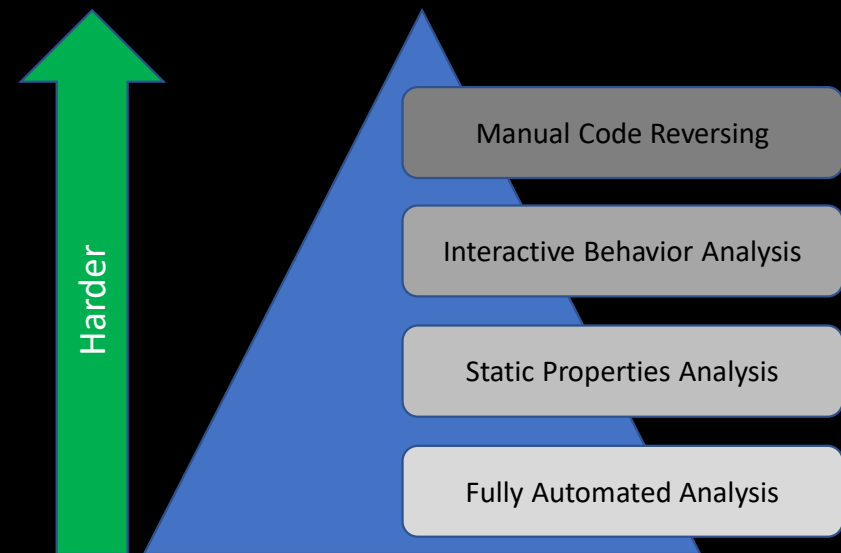 Harder
Manual Code Reversing
Interactive Behavior Analysis
Static Properties Analysis
Fully Automated Analysis